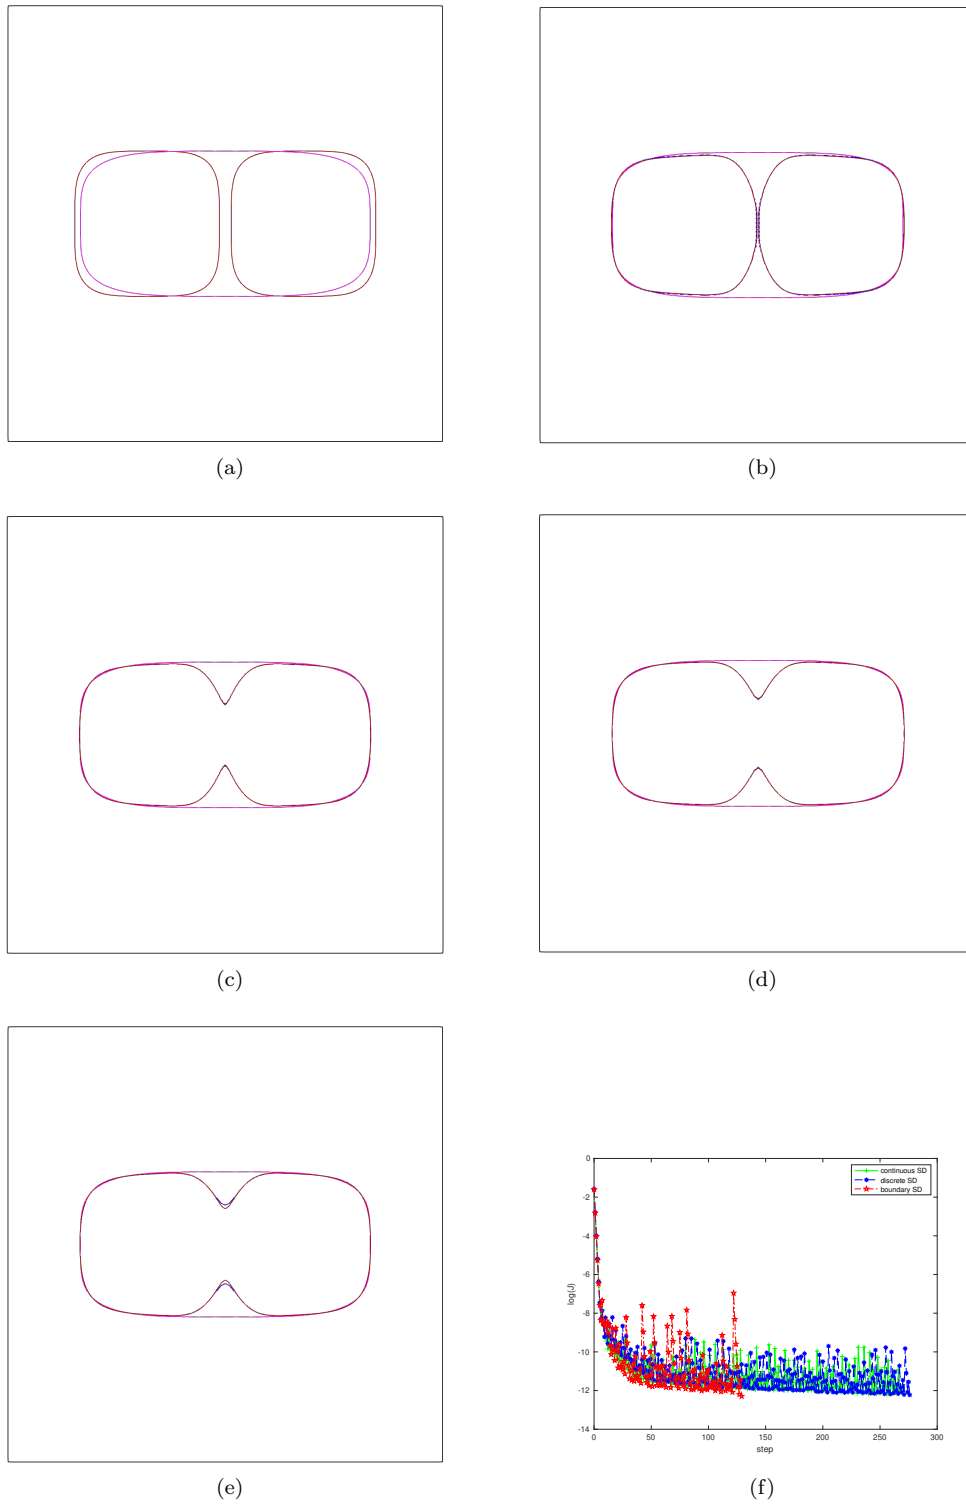 (a)
(b)
(c)
(d)
0
-2
-4
-6
-8
-10
-12
-14
log(J)
continuous SD
discrete SD
boundary SD
0
50
100
150
200
250
300
step
(e)
(f)